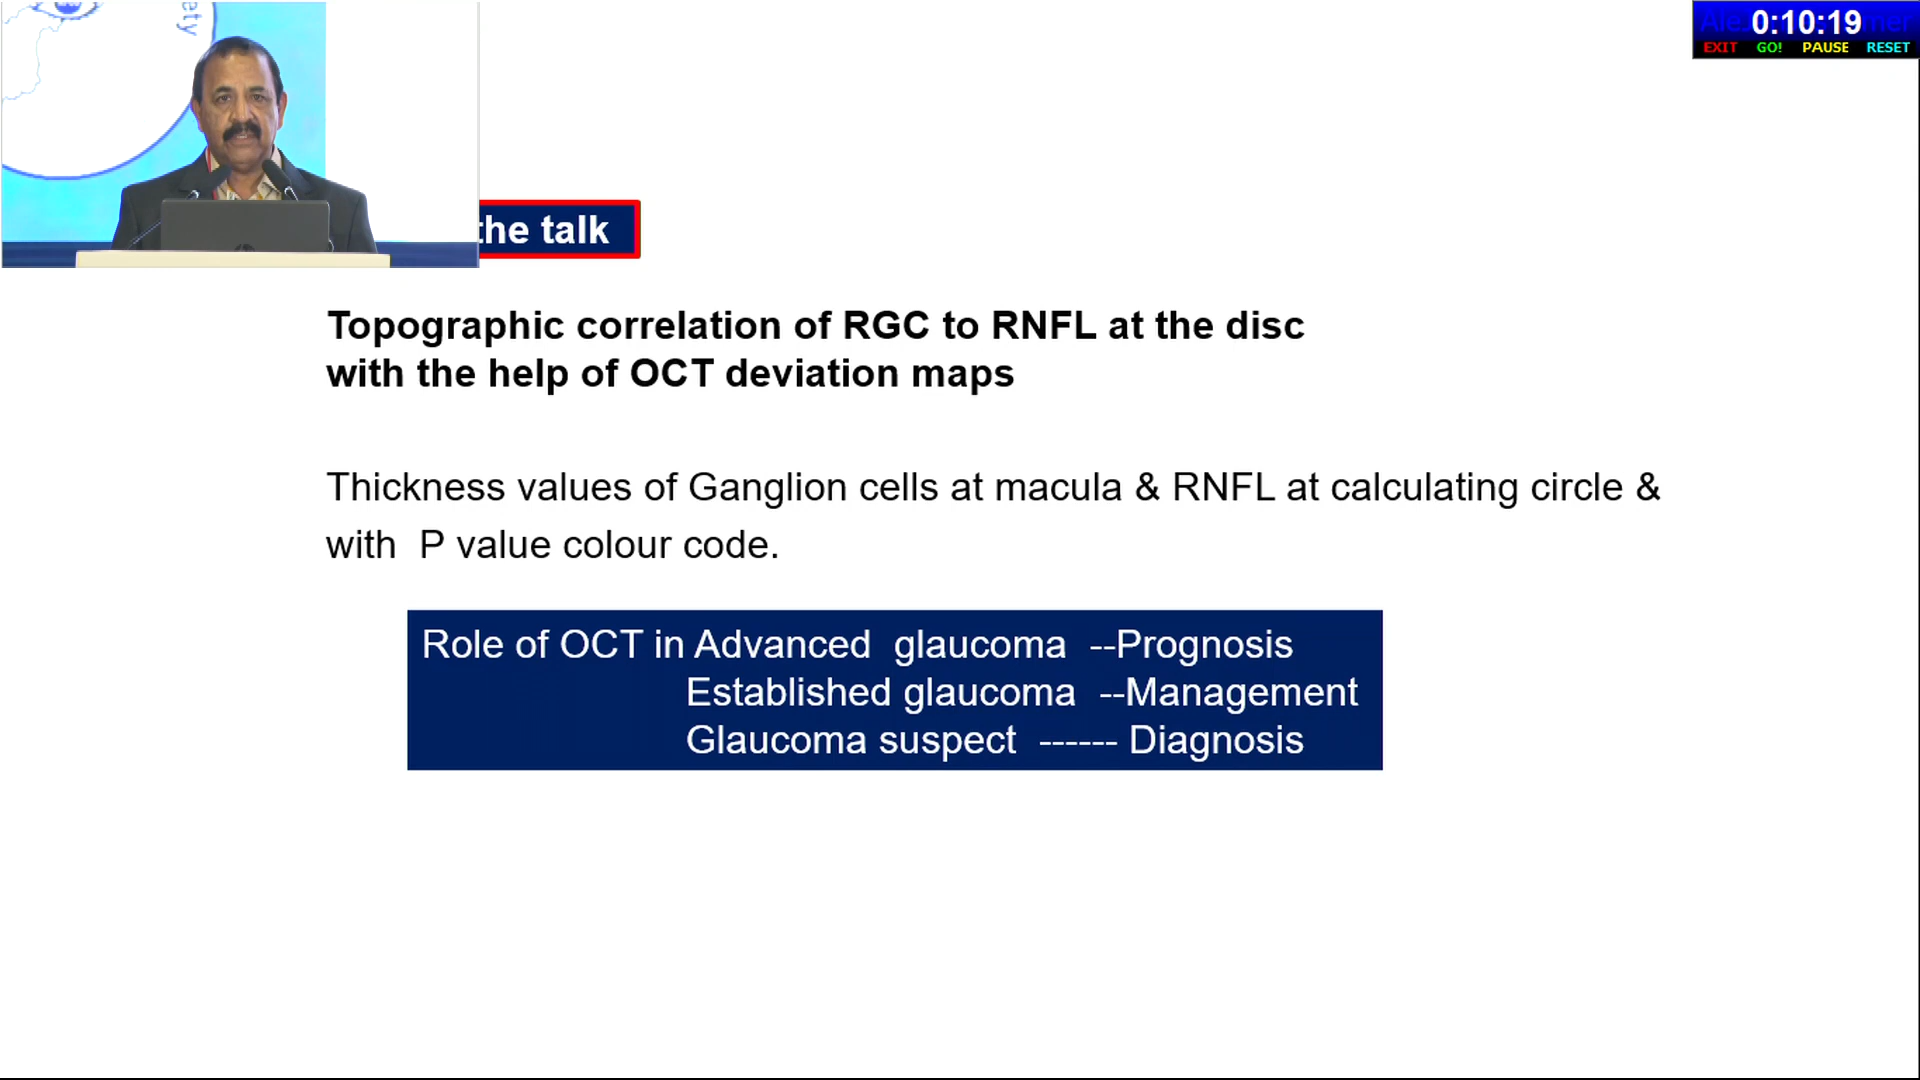 ety
0:10:19
EXIT GO! PAUSE RESET
the talk
Topographic correlation of RGC to RNFL at the disc
with the help of OCT deviation maps
Thickness values of Ganglion cells at macula & RNFL at calculating circle &
with P value colour code.
Role of OCT in Advanced glaucoma --Prognosis
Established glaucoma --Management
Glaucoma suspect ------ Diagnosis